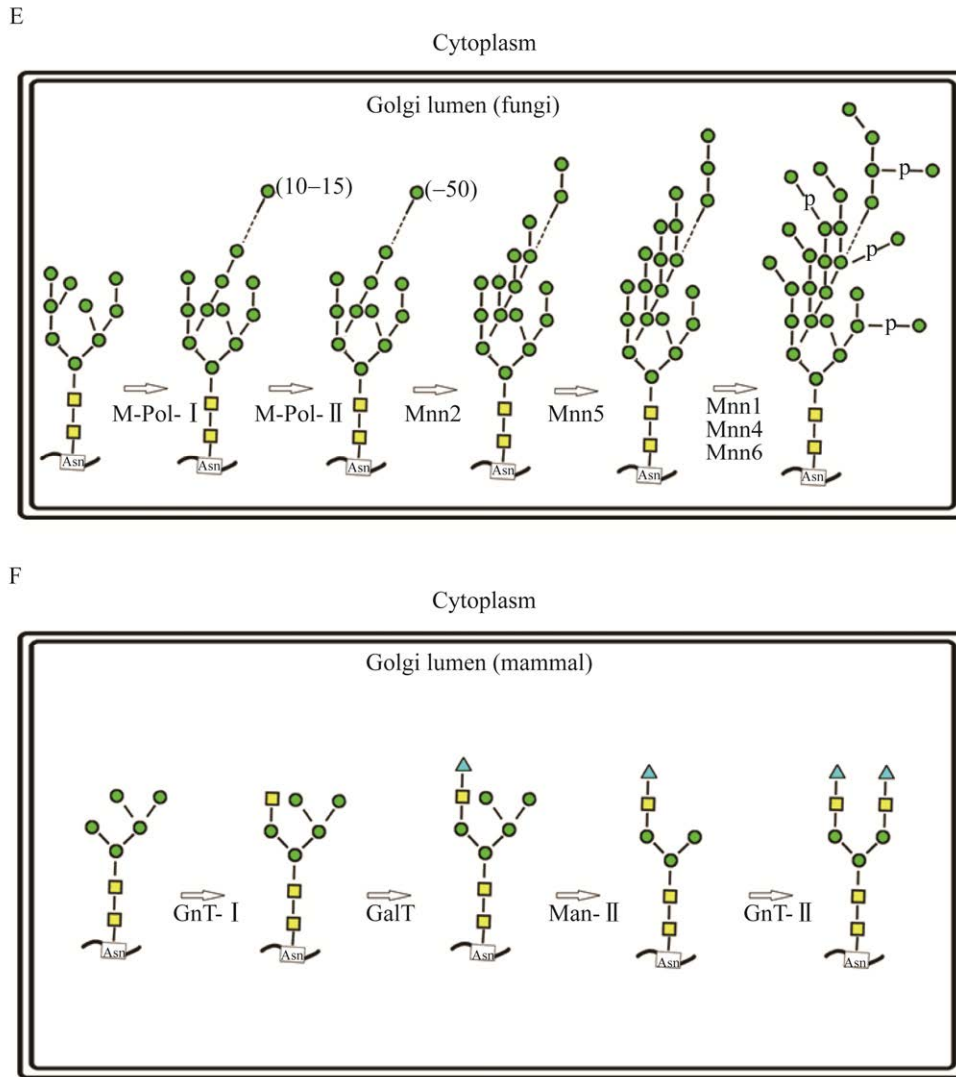 E
Cytoplasm
Golgi lumen (fungi)
(10–15)
(–50)
p
p
p
p
M-Pol-Ⅰ
M-Pol-Ⅱ
Mnn2
Mnn5
Mnn1
Mnn4
Mnn6
Asn
Asn
Asn
Asn
Asn
Asn
F
Cytoplasm
Golgi lumen (mammal)
GnT-Ⅰ
GalT
Man-Ⅱ
GnT-Ⅱ
Asn
Asn
Asn
Asn
Asn